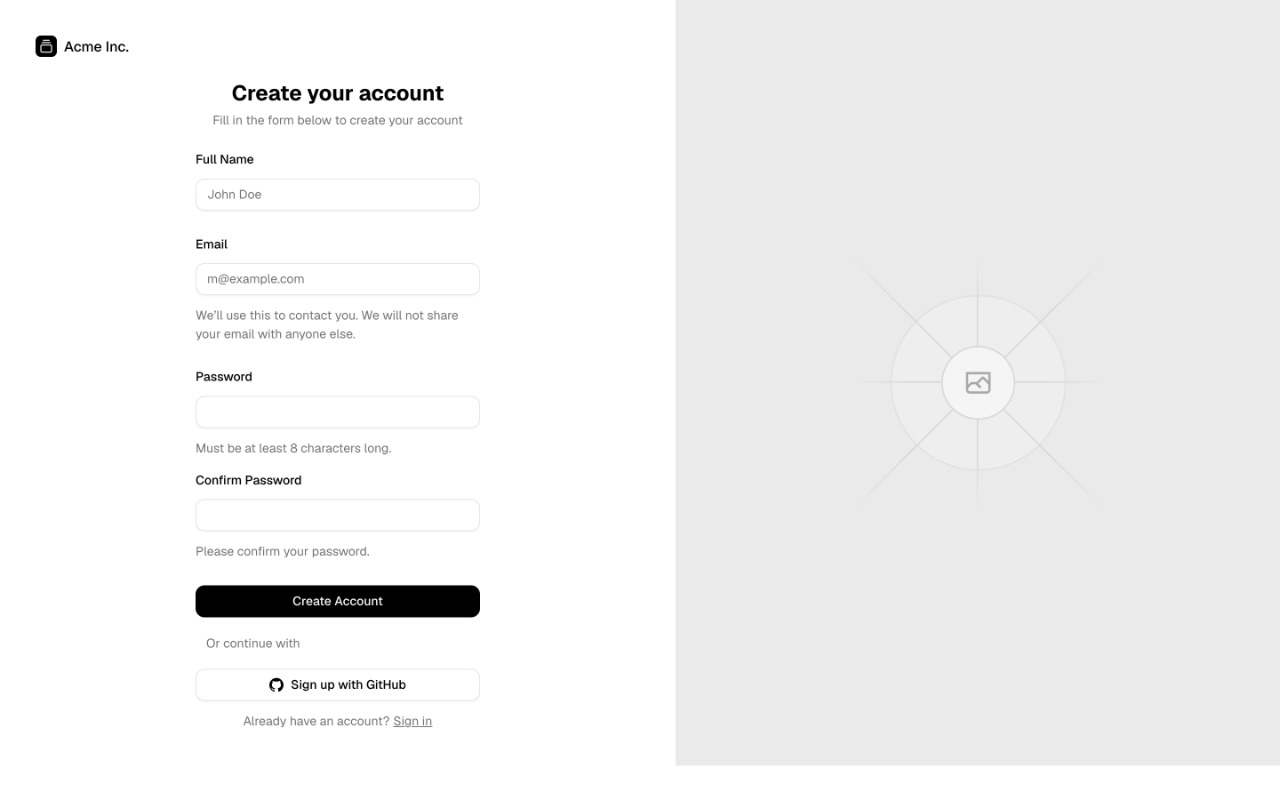 Acme Inc.
Create your account
Fill in the form below to create your account
Full Name
John Doe
Email
m@example.com
We'll use this to contact you. We will not share
your email with anyone else.
Password
Must be at least 8 characters long.
Confirm Password
Please confirm your password.
Create Account
Or continue with
Sign up with GitHub
Already have an account? Sign in